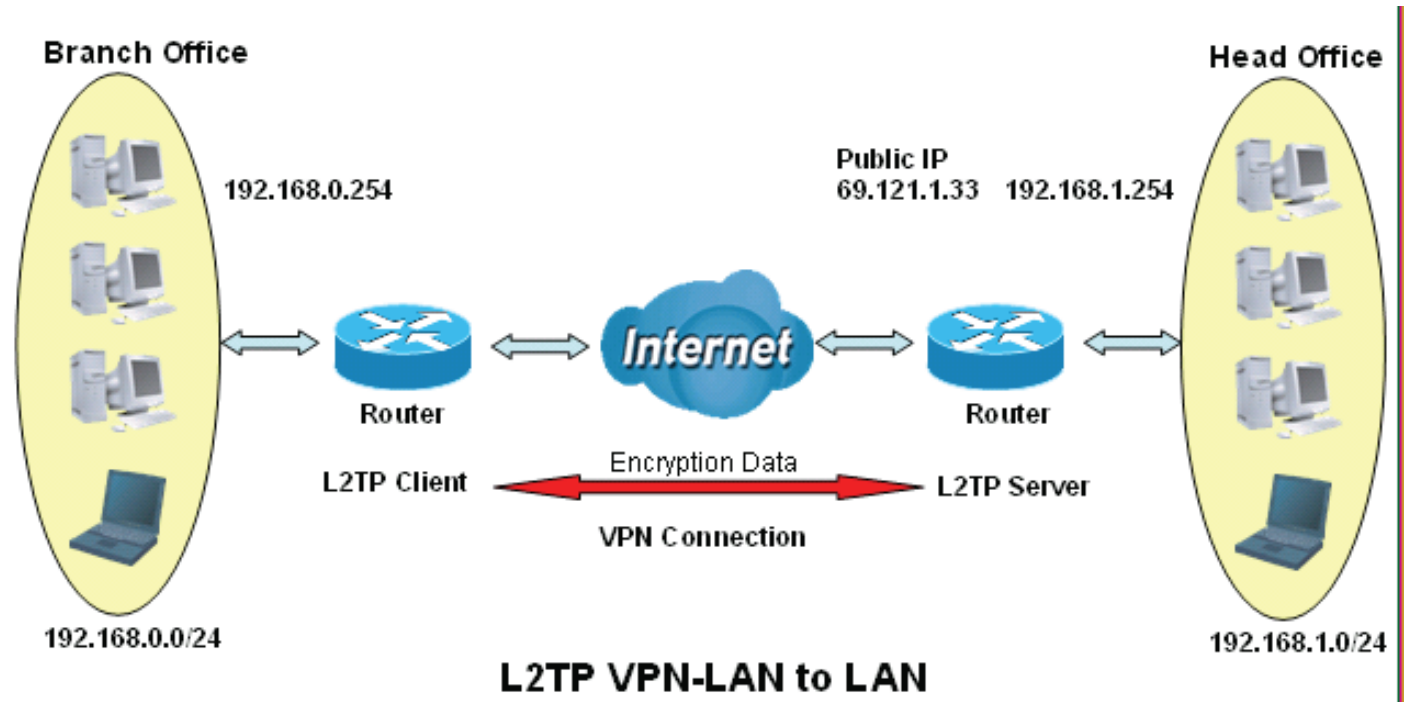 Branch Office
Head Office
Public IP
192.168.0.254
69.121.1.33 192.168.1.254
Internet
Router
Router
L2TP Client
Encryption Data
L2TP Server
VPN Connection
192.168.0.0/24
192.168.1.0/24
L2TP VPN-LAN to LAN